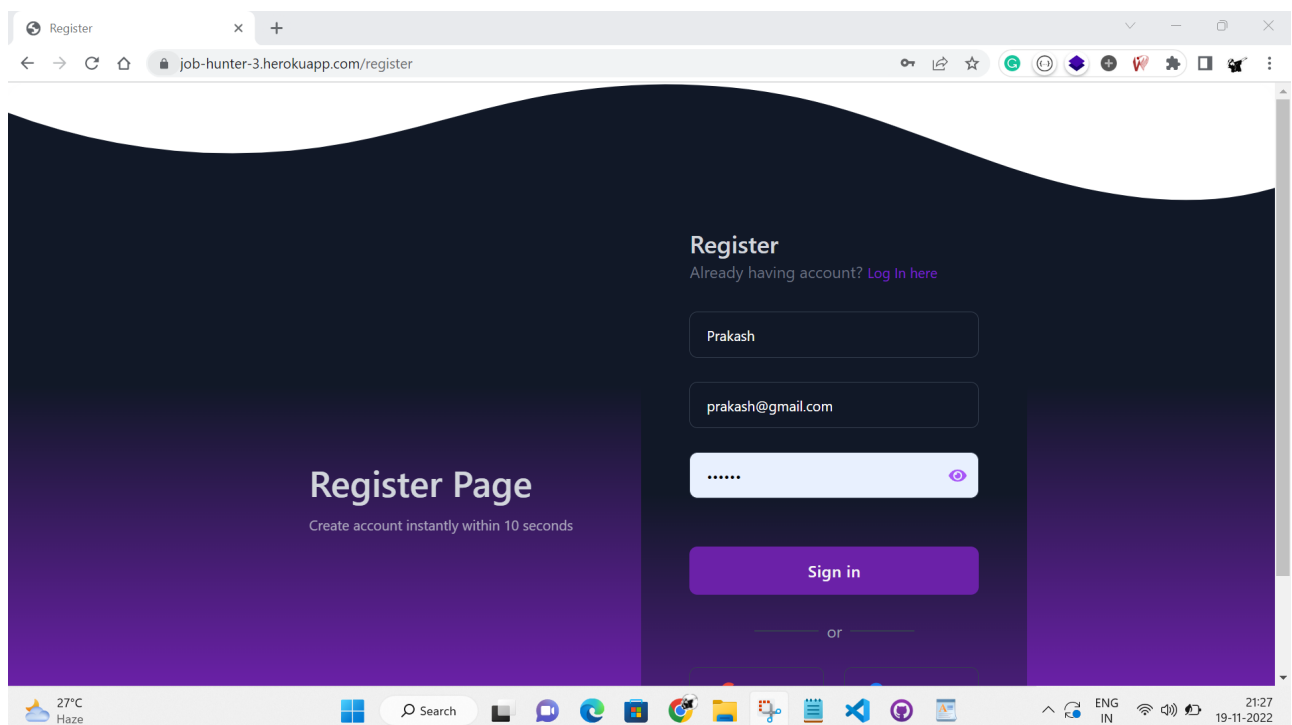 Register
job-hunter-3.herokuapp.com/register
Register
Already having account? Log In here
Prakash
prakash@gmail.com
••••••
Register Page
Create account instantly within 10 seconds
Sign in
or
27°C
Haze
Search
ENG
IN
21:27
19-11-2022